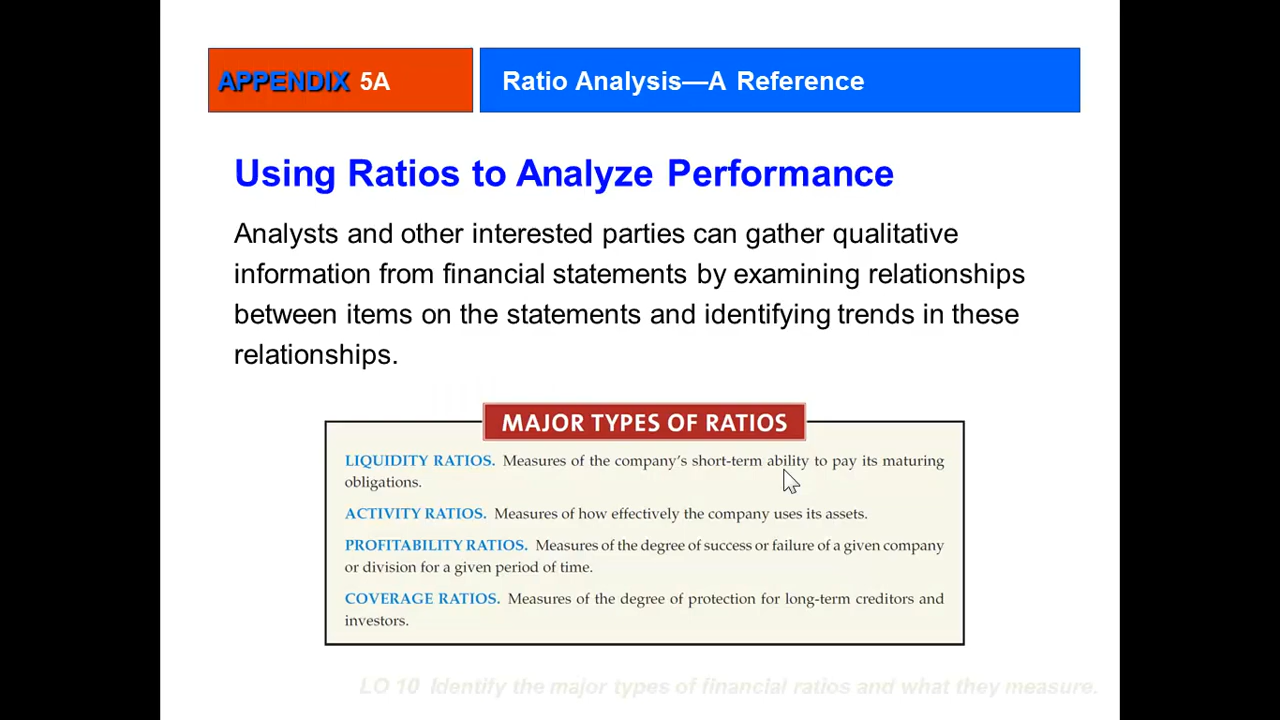 APPENDIX 5A
Ratio Analysis—A Reference
Using Ratios to Analyze Performance
Analysts and other interested parties can gather qualitative
information from financial statements by examining relationships
between items on the statements and identifying trends in these
relationships.
MAJOR TYPES OF RATIOS
LIQUIDITY RATIOS. Measures of the company's short-term ability to pay its maturing
obligations.
ACTIVITY RATIOS. Measures of how effectively the company uses its assets.
PROFITABILITY RATIOS. Measures of the degree of success or failure of a given company
or division for a given period of time.
COVERAGE RATIOS. Measures of the degree of protection for long-term creditors and
investors.
LO 10 Identify the major types of financial ratios and what they measure.